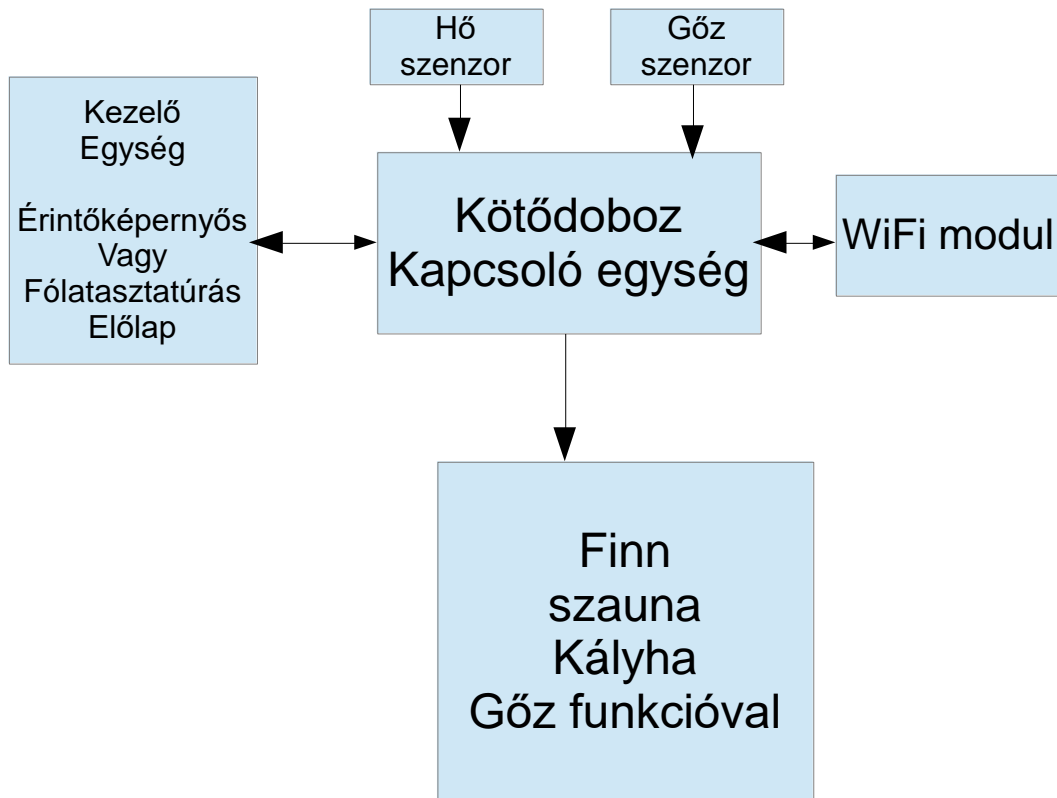 Hő
szenzor
Gőz
szenzor
Kezelő
Egység
Érintőképernyős
Vagy
Fólatasztatúrás
Előlap
Kötődoboz
Kapcsoló egység
WiFi modul
Finn
szauna
Kályha
Gőz funkcióval